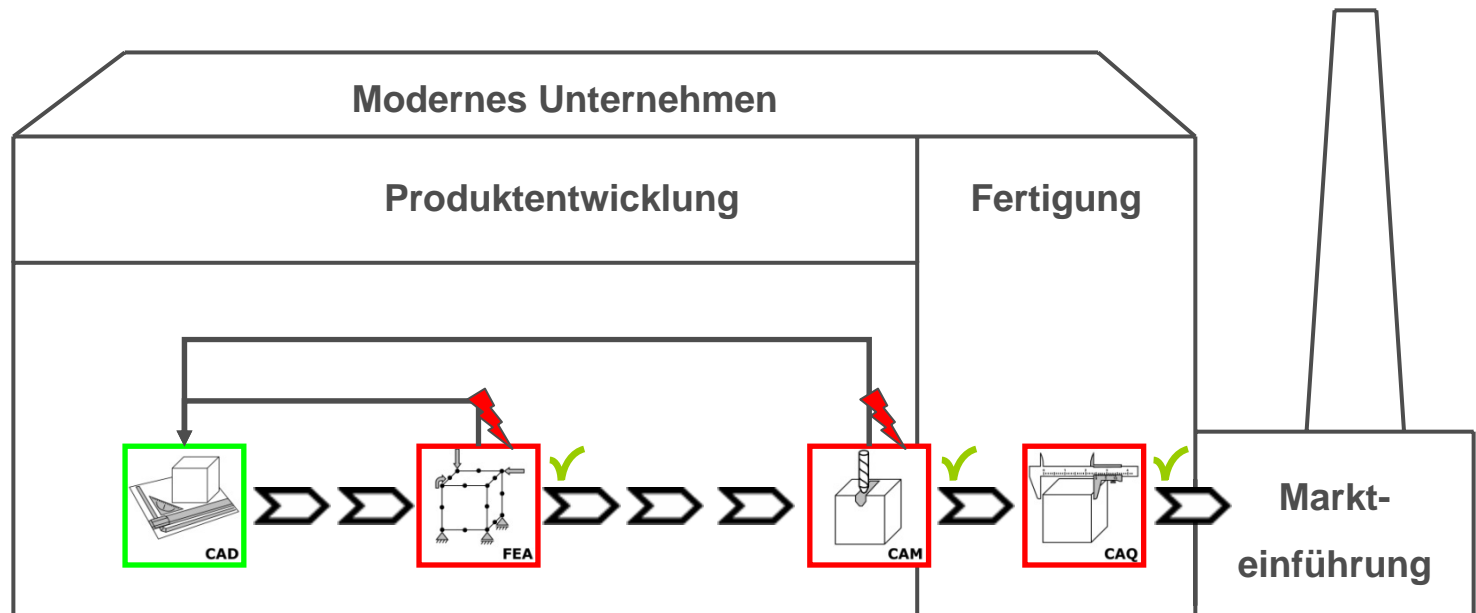 Modernes Unternehmen
Produktentwicklung
Fertigung
CAD
FEA
CAM
CAQ
Markt-
einführung